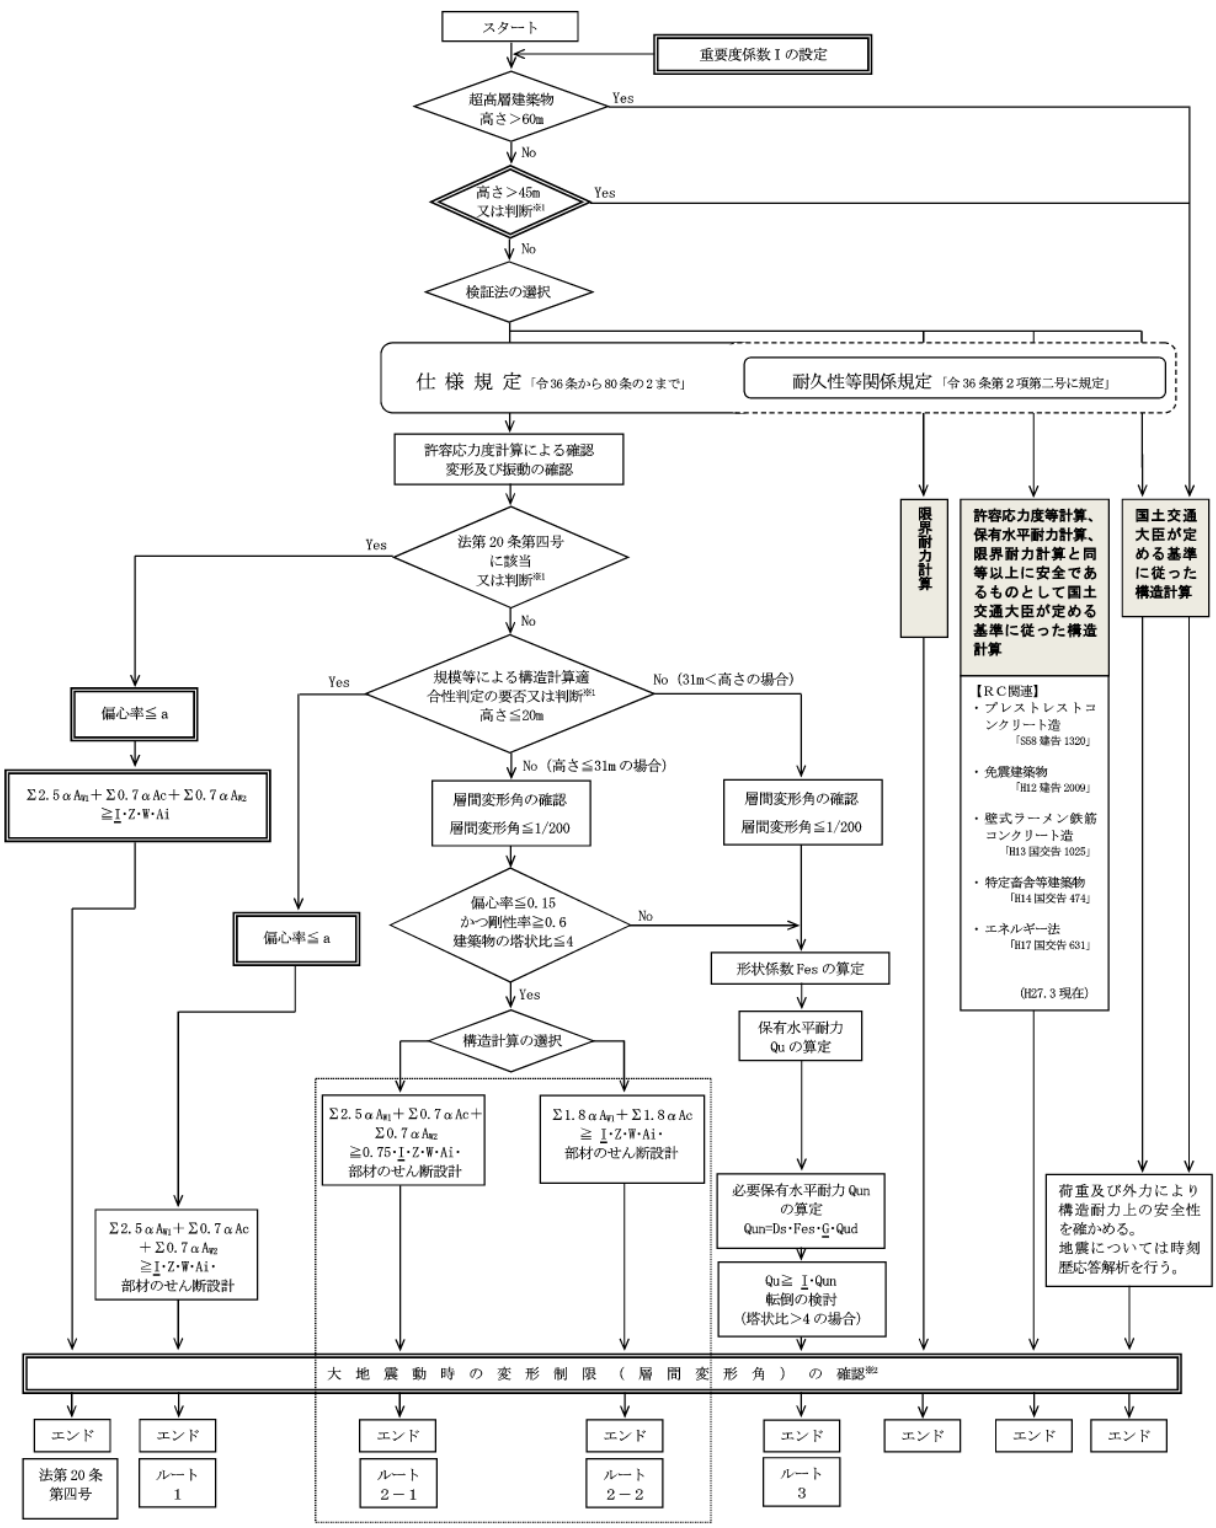 スタート
重要度係数Ｉの設定
超高層建築物
高さ＞60m
Yes
No
高さ＞45m
又は判断※1
Yes
No
検証法の選択
仕様規定「令36条から80条の2まで」
耐久性等関係規定「令36条第2項第二号に規定」
許容応力度計算による確認
変形及び振動の確認
法第20条第四号
に該当
又は判断※1
Yes
No
規模等による構造計算適
合性判定の要否又は判断※1
高さ≦20m
Yes
No（31m＜高さの場合）
No（高さ≦31mの場合）
偏心率≦a
Σ2.5αAW1＋Σ0.7αAc＋Σ0.7αAW2
≧I・Z・W・Ai
層間変形角の確認
層間変形角≦1/200
層間変形角の確認
層間変形角≦1/200
偏心率≦a
偏心率≦0.15
かつ剛性率≧0.6
建築物の塔状比≦4
No
Yes
形状係数Fesの算定
構造計算の選択
保有水平耐力
Quの算定
Σ2.5αAW1＋Σ0.7αAc＋
Σ0.7αAW2
≧0.75・I・Z・W・Ai・
部材のせん断設計
Σ1.8αAW1＋Σ1.8αAc
≧ I・Z・W・Ai・
部材のせん断設計
Σ2.5αAW1＋Σ0.7αAc
＋Σ0.7αAW2
≧I・Z・W・Ai・
部材のせん断設計
必要保有水平耐力Qun
の算定
Qun=Ds・Fes・G・Qud
Qu≧ I・Qun
転倒の検討
（塔状比＞4の場合）
限界耐力計算
許容応力度等計算、
保有水平耐力計算、
限界耐力計算と同
等以上に安全であ
るものとして国土
交通大臣が定める
基準に従った構造
計算
【ＲＣ関連】
・プレストレストコ
ンクリート造
「S58建告1320」
・免震建築物
「H12建告2009」
・壁式ラーメン鉄筋
コンクリート造
「H13国交告1025」
・特定畜舎等建築物
「H14国交告474」
・エネルギー法
「H17国交告631」
（H27.3現在）
国土交通
大臣が定
める基準
に従った
構造計算
荷重及び外力により
構造耐力上の安全性
を確かめる。
地震については時刻
歴応答解析を行う。
大地震動時の変形制限（層間変形角）の確認※2
エンド
エンド
エンド
エンド
エンド
エンド
エンド
エンド
法第20条
第四号
ルート
1
ルート
2－1
ルート
2－2
ルート
3